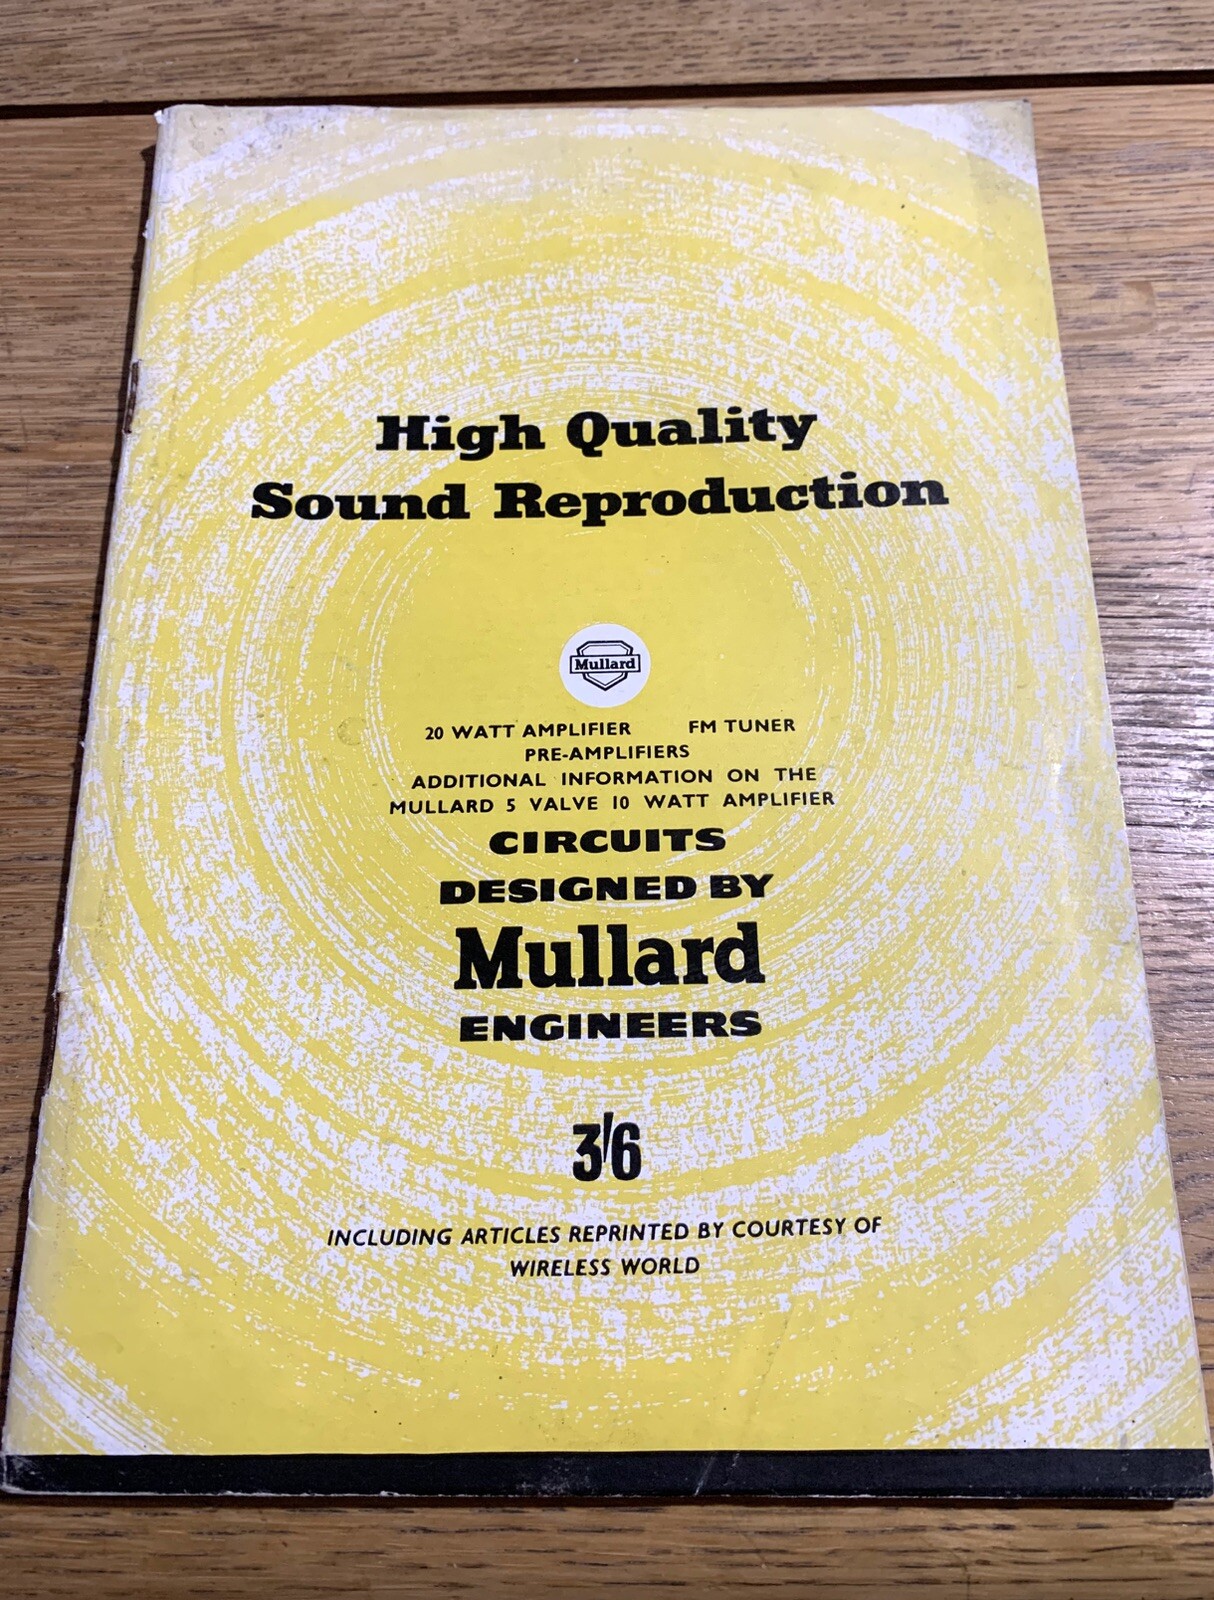 High Quality
Sound Reproduction
Mullard
20 WATT AMPLIFIER FM TUNER
PRE-AMPLIFIERS
ADDITIONAL INFORMATION ON THE
MULLARD 5 VALVE 10 WATT AMPLIFIER
CIRCUITS
DESIGNED BY
Mullard
ENGINEERS
3/6
INCLUDING ARTICLES REPRINTED BY COURTESY OF
WIRELESS WORLD